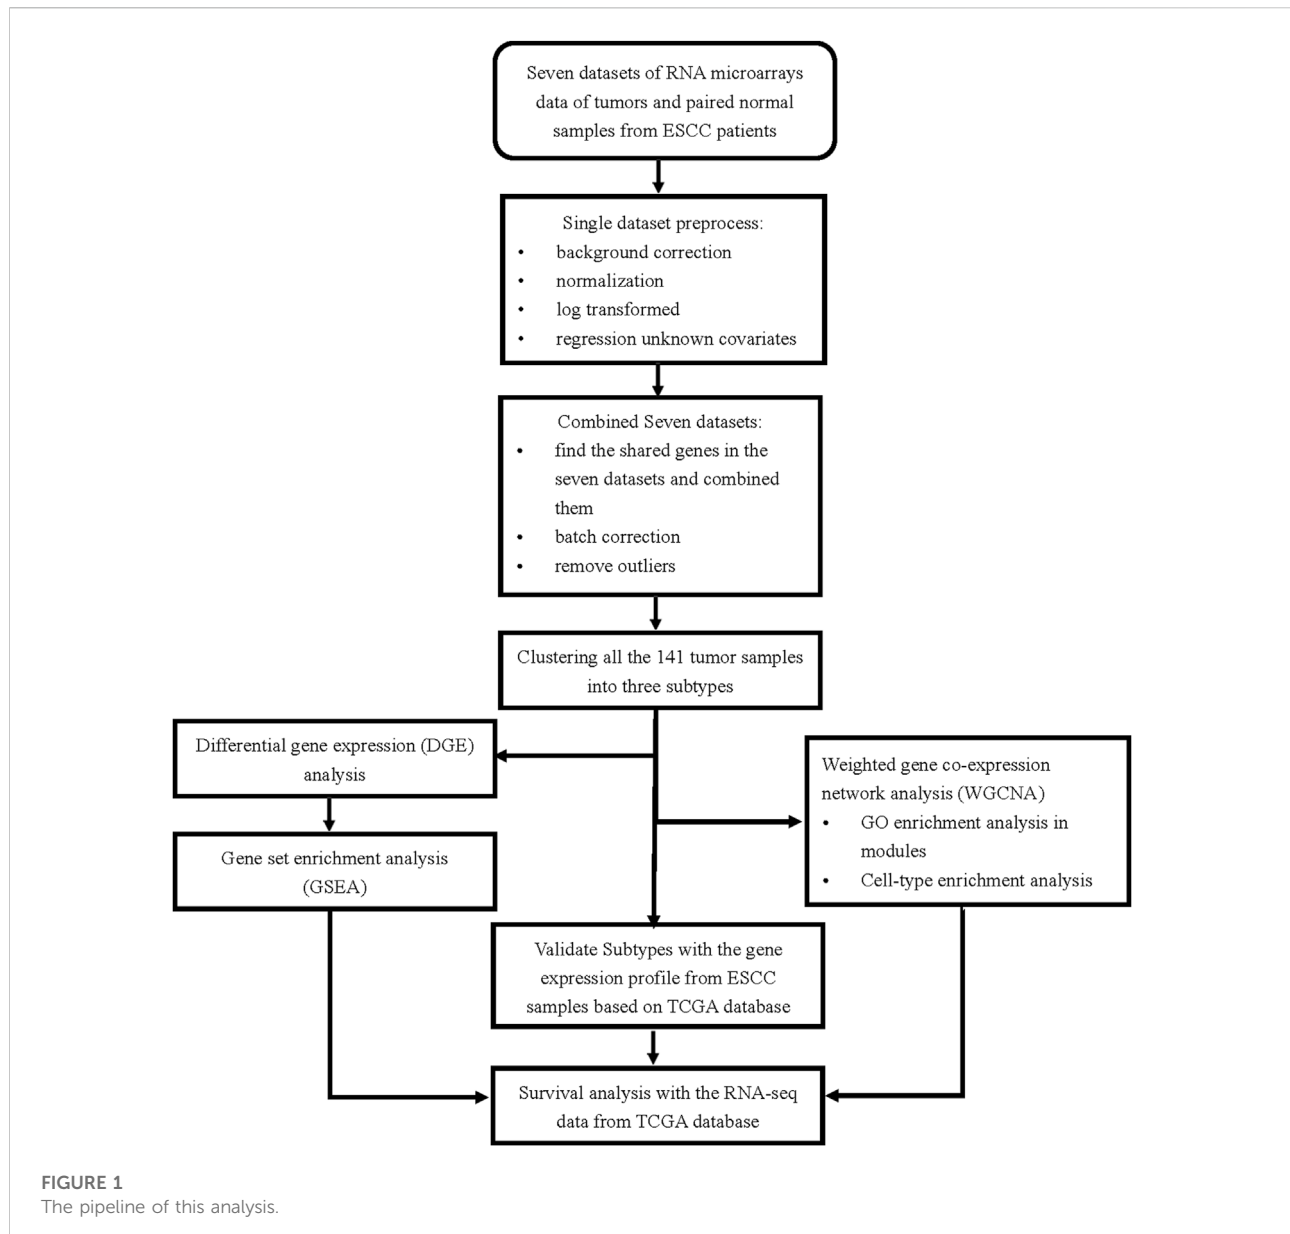 Seven datasets of RNA microarrays
data of tumors and paired normal
samples from ESCC patients
Single dataset preprocess:
• background correction
• normalization
• log transformed
• regression unknown covariates
Combined Seven datasets:
• find the shared genes in the
seven datasets and combined
them
• batch correction
• remove outliers
Clustering all the 141 tumor samples
into three subtypes
Differential gene expression (DGE)
analysis
Gene set enrichment analysis
(GSEA)
Weighted gene co-expression
network analysis (WGCNA)
• GO enrichment analysis in
modules
• Cell-type enrichment analysis
Validate Subtypes with the gene
expression profile from ESCC
samples based on TCGA database
Survival analysis with the RNA-seq
data from TCGA database
FIGURE 1
The pipeline of this analysis.